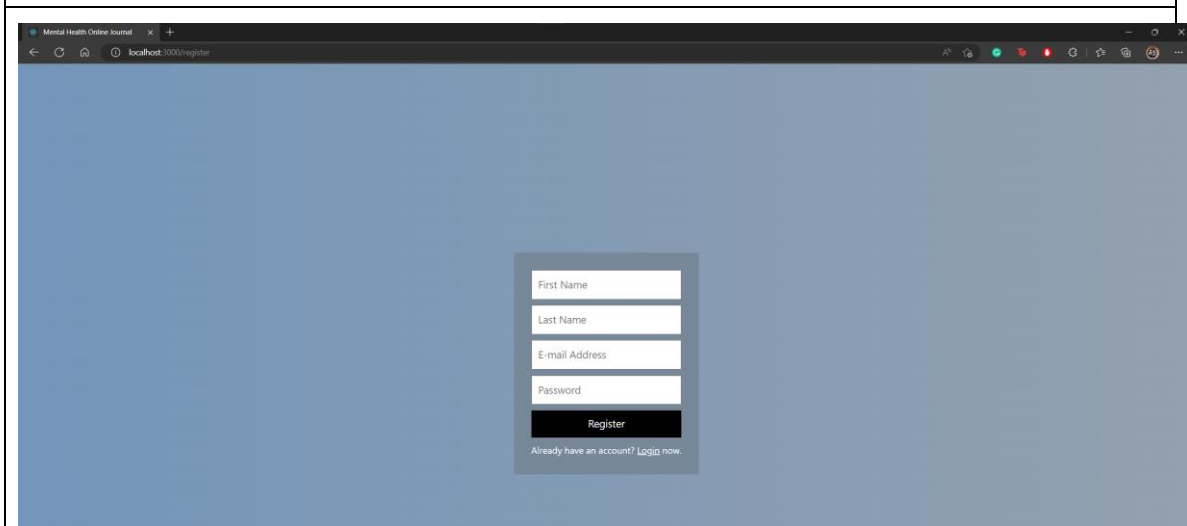 Mental Health Online Journal
localhost:3000/register
First Name
Last Name
E-mail Address
Password
Register
Already have an account? Login now.